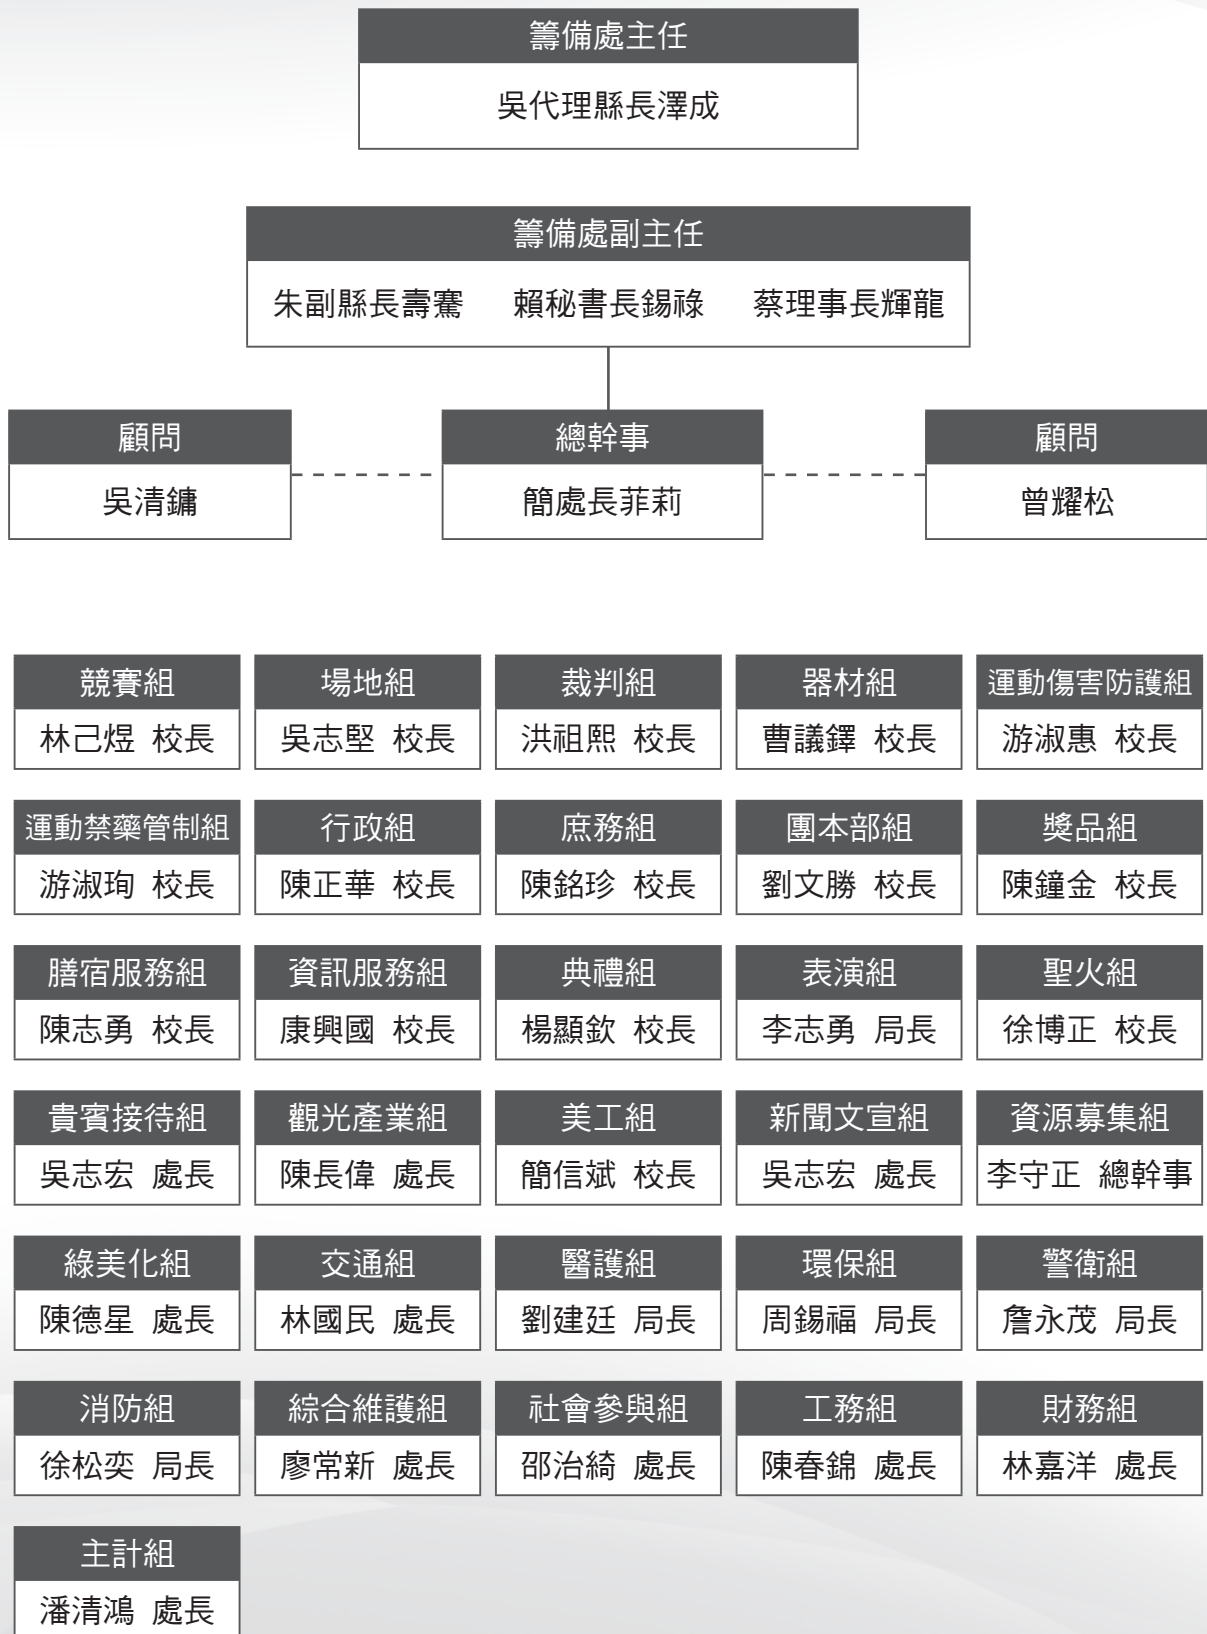 籌備處主任
吳代理縣長澤成
籌備處副主任
朱副縣長壽騫 賴秘書長錫祿 蔡理事長輝龍
顧問 總幹事 顧問
吳清鏞 簡處長菲莉 曾耀松
競賽組 場地組 裁判組 器材組 運動傷害防護組
林己煜 校長 吳志堅 校長 洪祖熙 校長 曹議鐸 校長 游淑惠 校長
運動禁藥管制組 行政組 庶務組 團本部組 獎品組
游淑珣 校長 陳正華 校長 陳銘珍 校長 劉文勝 校長 陳鐘金 校長
膳宿服務組 資訊服務組 典禮組 表演組 聖火組
陳志勇 校長 康興國 校長 楊顯欽 校長 李志勇 局長 徐博正 校長
貴賓接待組 觀光產業組 美工組 新聞文宣組 資源募集組
吳志宏 處長 陳長偉 處長 簡信斌 校長 吳志宏 處長 李守正 總幹事
綠美化組 交通組 醫護組 環保組 警衛組
陳德星 處長 林國民 處長 劉建廷 局長 周錫福 局長 詹永茂 局長
消防組 綜合維護組 社會參與組 工務組 財務組
徐松奕 局長 廖常新 處長 邵治綺 處長 陳春錦 處長 林嘉洋 處長
主計組
潘清鴻 處長